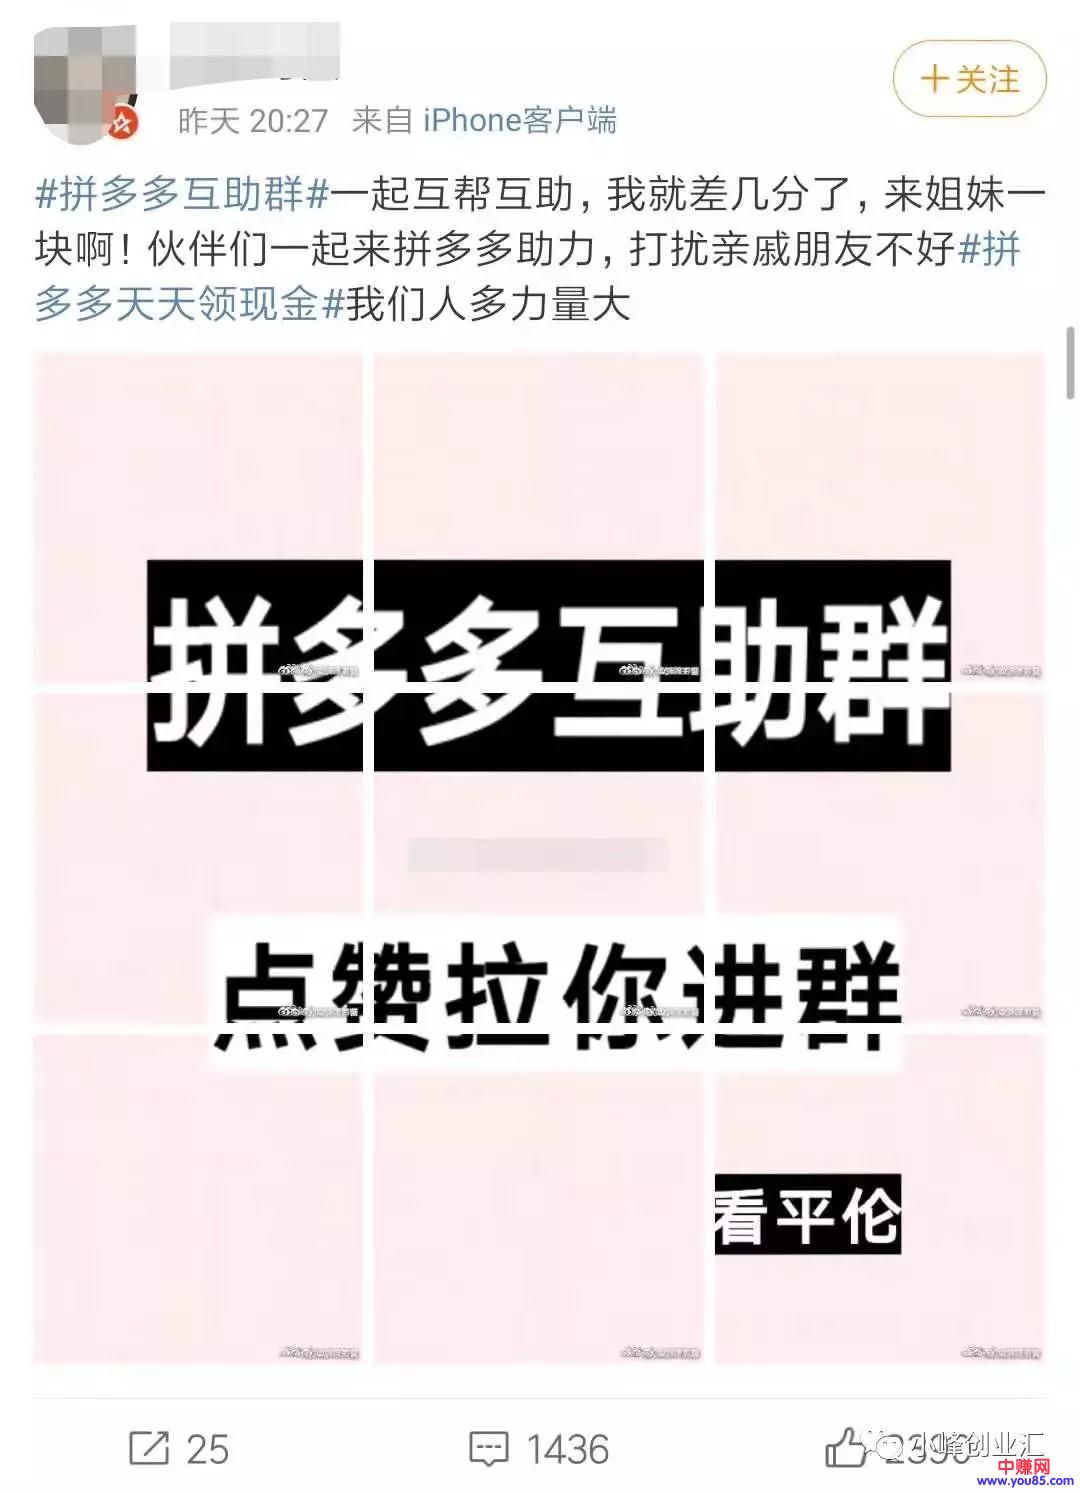 昨天 20:27 来自 iPhone客户端
+关注
#拼多多互助群#一起互帮互助，我就差几分了，来姐妹一
块啊！伙伴们一起来拼多多助力，打扰亲戚朋友不好#拼
多多天天领现金#我们人多力量大
拼多多互助群
点赞拉你进群
看平伦
25
1436
小峰创业汇
中赚网
www.you85.com